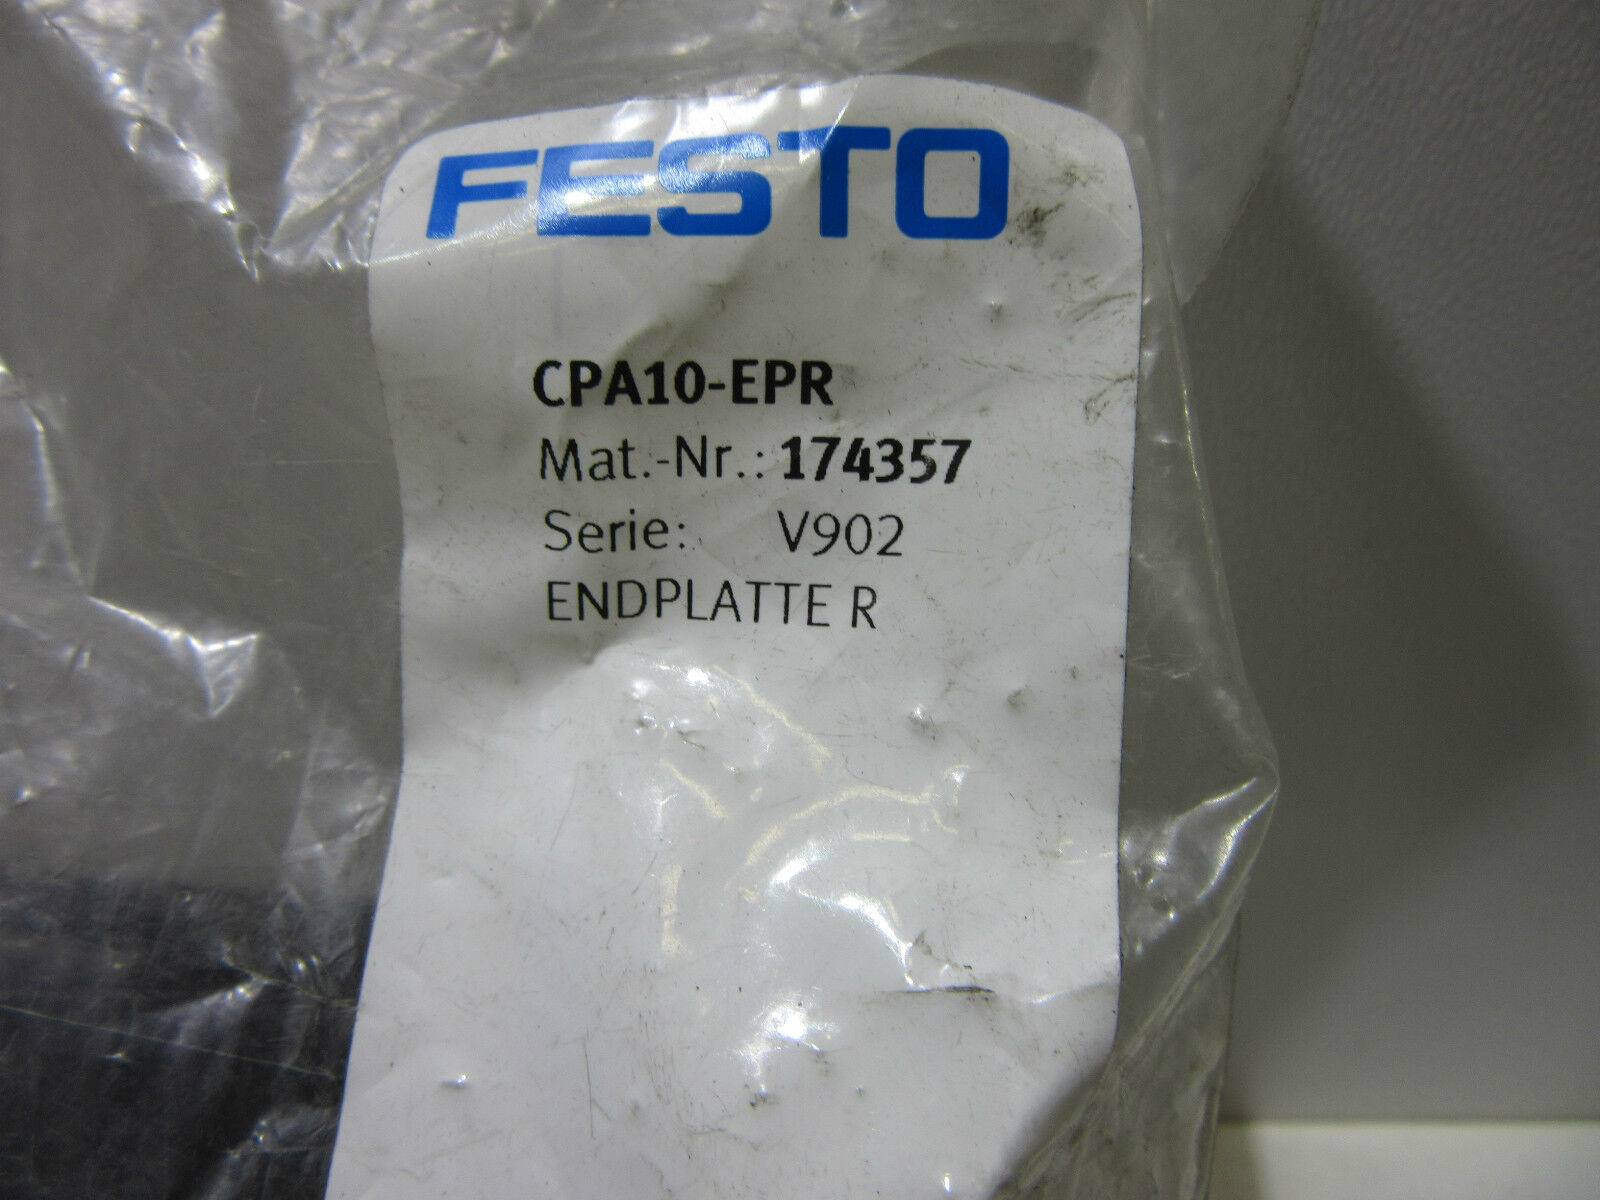 FESTO
CPA10-EPR
Mat.-Nr.: 174357
Serie: V902
ENDPLATTE R